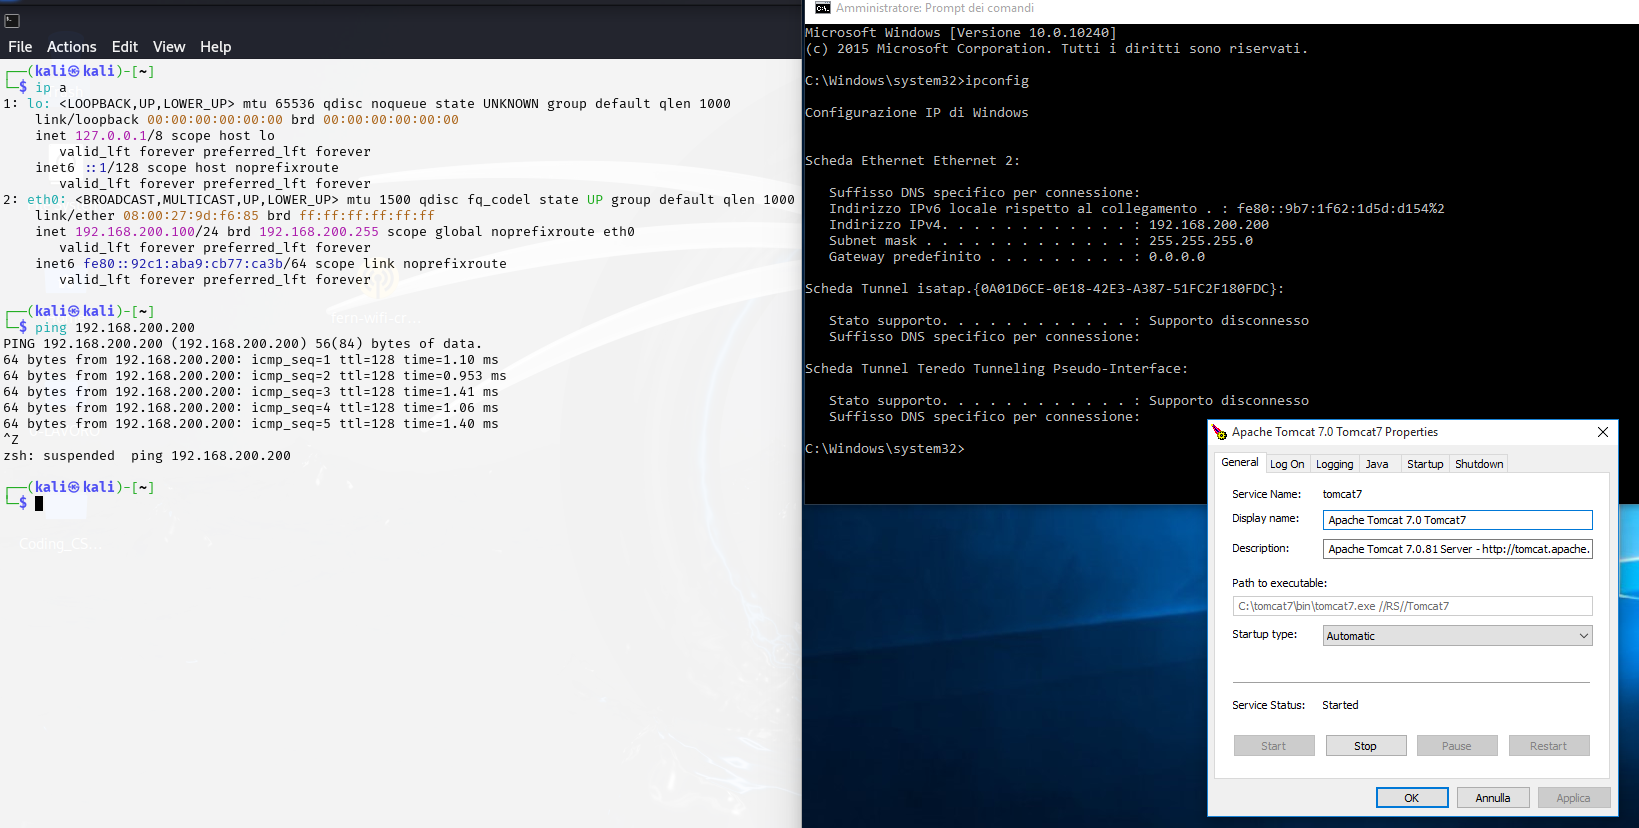 File Actions Edit View Help
┌──(kali㉿kali)-[~]
└─$ ip a
1: lo: <LOOPBACK,UP,LOWER_UP> mtu 65536 qdisc noqueue state UNKNOWN group default qlen 1000
link/loopback 00:00:00:00:00:00 brd 00:00:00:00:00:00
inet 127.0.0.1/8 scope host lo
valid_lft forever preferred_lft forever
inet6 ::1/128 scope host noprefixroute
valid_lft forever preferred_lft forever
2: eth0: <BROADCAST,MULTICAST,UP,LOWER_UP> mtu 1500 qdisc fq_codel state UP group default qlen 1000
link/ether 08:00:27:9d:f6:85 brd ff:ff:ff:ff:ff:ff
inet 192.168.200.100/24 brd 192.168.200.255 scope global noprefixroute eth0
valid_lft forever preferred_lft forever
inet6 fe80::92c1:aba9:cb77:ca3b/64 scope link noprefixroute
valid_lft forever preferred_lft forever
┌──(kali㉿kali)-[~]
└─$ ping 192.168.200.200
PING 192.168.200.200 (192.168.200.200) 56(84) bytes of data.
64 bytes from 192.168.200.200: icmp_seq=1 ttl=128 time=1.10 ms
64 bytes from 192.168.200.200: icmp_seq=2 ttl=128 time=0.953 ms
64 bytes from 192.168.200.200: icmp_seq=3 ttl=128 time=1.41 ms
64 bytes from 192.168.200.200: icmp_seq=4 ttl=128 time=1.06 ms
64 bytes from 192.168.200.200: icmp_seq=5 ttl=128 time=1.40 ms
^Z
zsh: suspended  ping 192.168.200.200
┌──(kali㉿kali)-[~]
└─$
fern-wifi-cr...
Coding_CS...
Amministratore: Prompt dei comandi
Microsoft Windows [Versione 10.0.10240]
(c) 2015 Microsoft Corporation. Tutti i diritti sono riservati.
C:\Windows\system32>ipconfig
Configurazione IP di Windows
Scheda Ethernet Ethernet 2:
Suffisso DNS specifico per connessione:
Indirizzo IPv6 locale rispetto al collegamento . : fe80::9b7:1f62:1d5d:d154%2
Indirizzo IPv4. . . . . . . . . . . . : 192.168.200.200
Subnet mask . . . . . . . . . . . . . : 255.255.255.0
Gateway predefinito . . . . . . . . . : 0.0.0.0
Scheda Tunnel isatap.{0A01D6CE-0E18-42E3-A387-51FC2F180FDC}:
Stato supporto. . . . . . . . . . . . : Supporto disconnesso
Suffisso DNS specifico per connessione:
Scheda Tunnel Teredo Tunneling Pseudo-Interface:
Stato supporto. . . . . . . . . . . . : Supporto disconnesso
Suffisso DNS specifico per connessione:
C:\Windows\system32>
Apache Tomcat 7.0 Tomcat7 Properties
General Log On Logging Java Startup Shutdown
Service Name: tomcat7
Display name: Apache Tomcat 7.0 Tomcat7
Description: Apache Tomcat 7.0.81 Server - http://tomcat.apache.
Path to executable:
C:\tomcat7\bin\tomcat7.exe //RS//Tomcat7
Startup type: Automatic
Service Status: Started
Start Stop Pause Restart
OK Annulla Applica